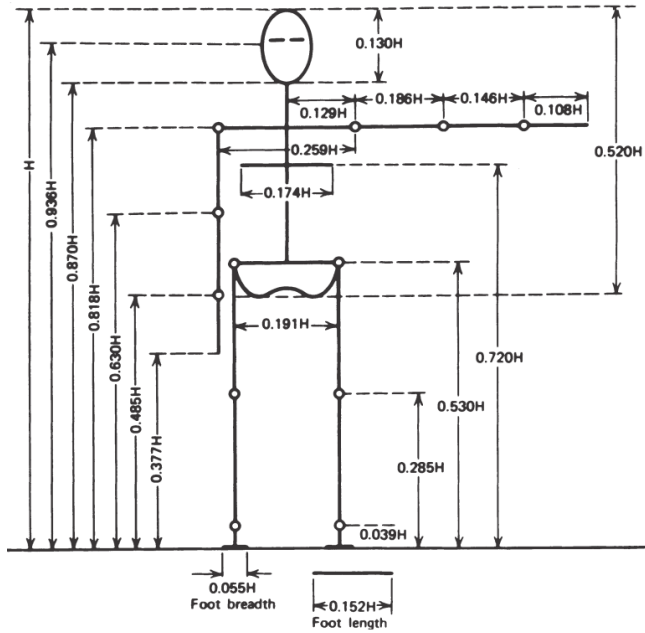 0.130H
0.186H
0.146H
0.108H
0.129H
0.259H
0.520H
H
0.936H
0.870H
0.818H
0.630H
0.485H
0.377H
0.174H
0.191H
0.720H
0.530H
0.285H
0.039H
0.055H
Foot breadth
0.152H
Foot length